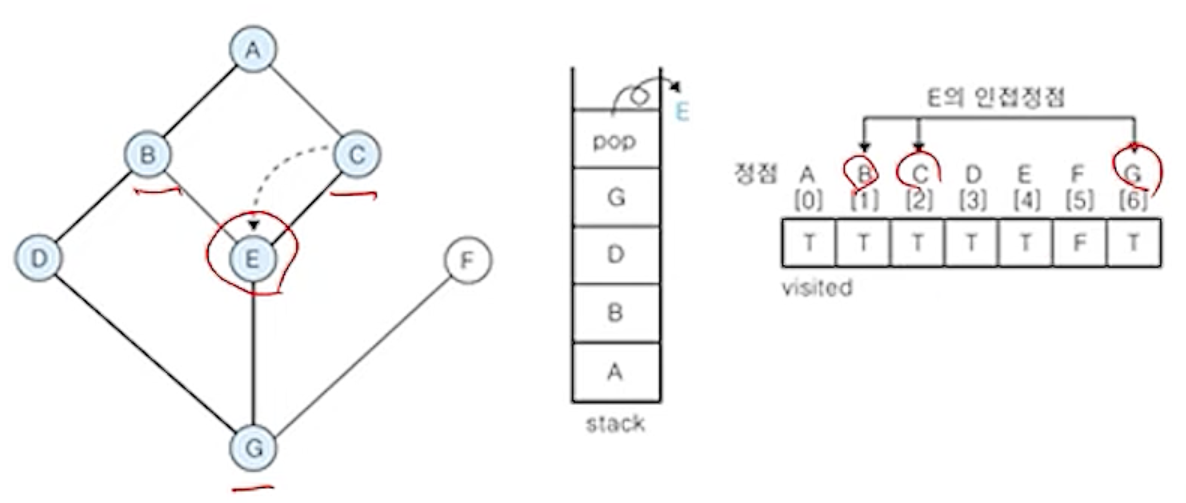 A
B
C
D
E
F
G
E
pop
G
D
B
A
stack
E의 인접정점
정점 A B C D E F G
[0] [1] [2] [3] [4] [5] [6]
T T T T T F T
visited